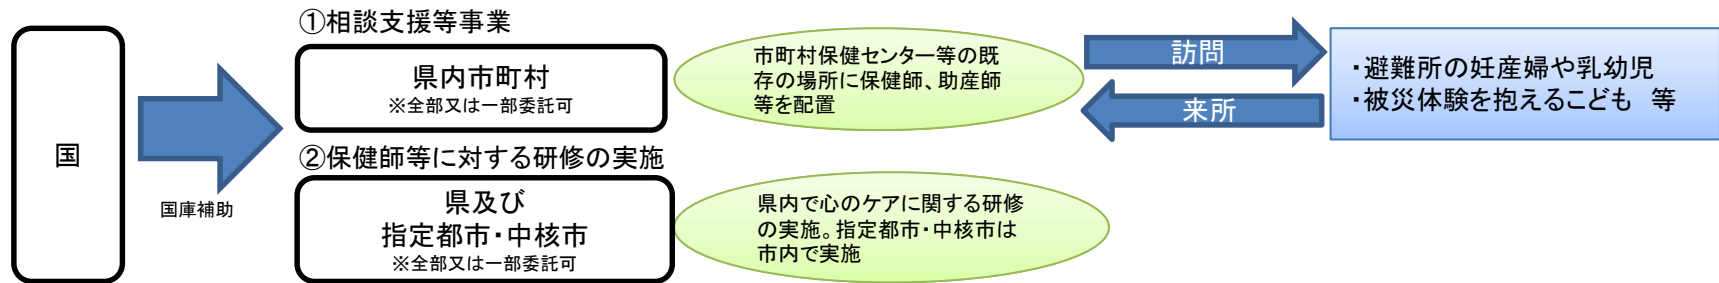 国
国庫補助
①相談支援等事業
県内市町村
※全部又は一部委託可
市町村保健センター等の既
存の場所に保健師、助産師
等を配置
訪問
来所
・避難所の妊産婦や乳幼児
・被災体験を抱えるこども　等
②保健師等に対する研修の実施
県及び
指定都市・中核市
※全部又は一部委託可
県内で心のケアに関する研修
の実施。指定都市・中核市は
市内で実施